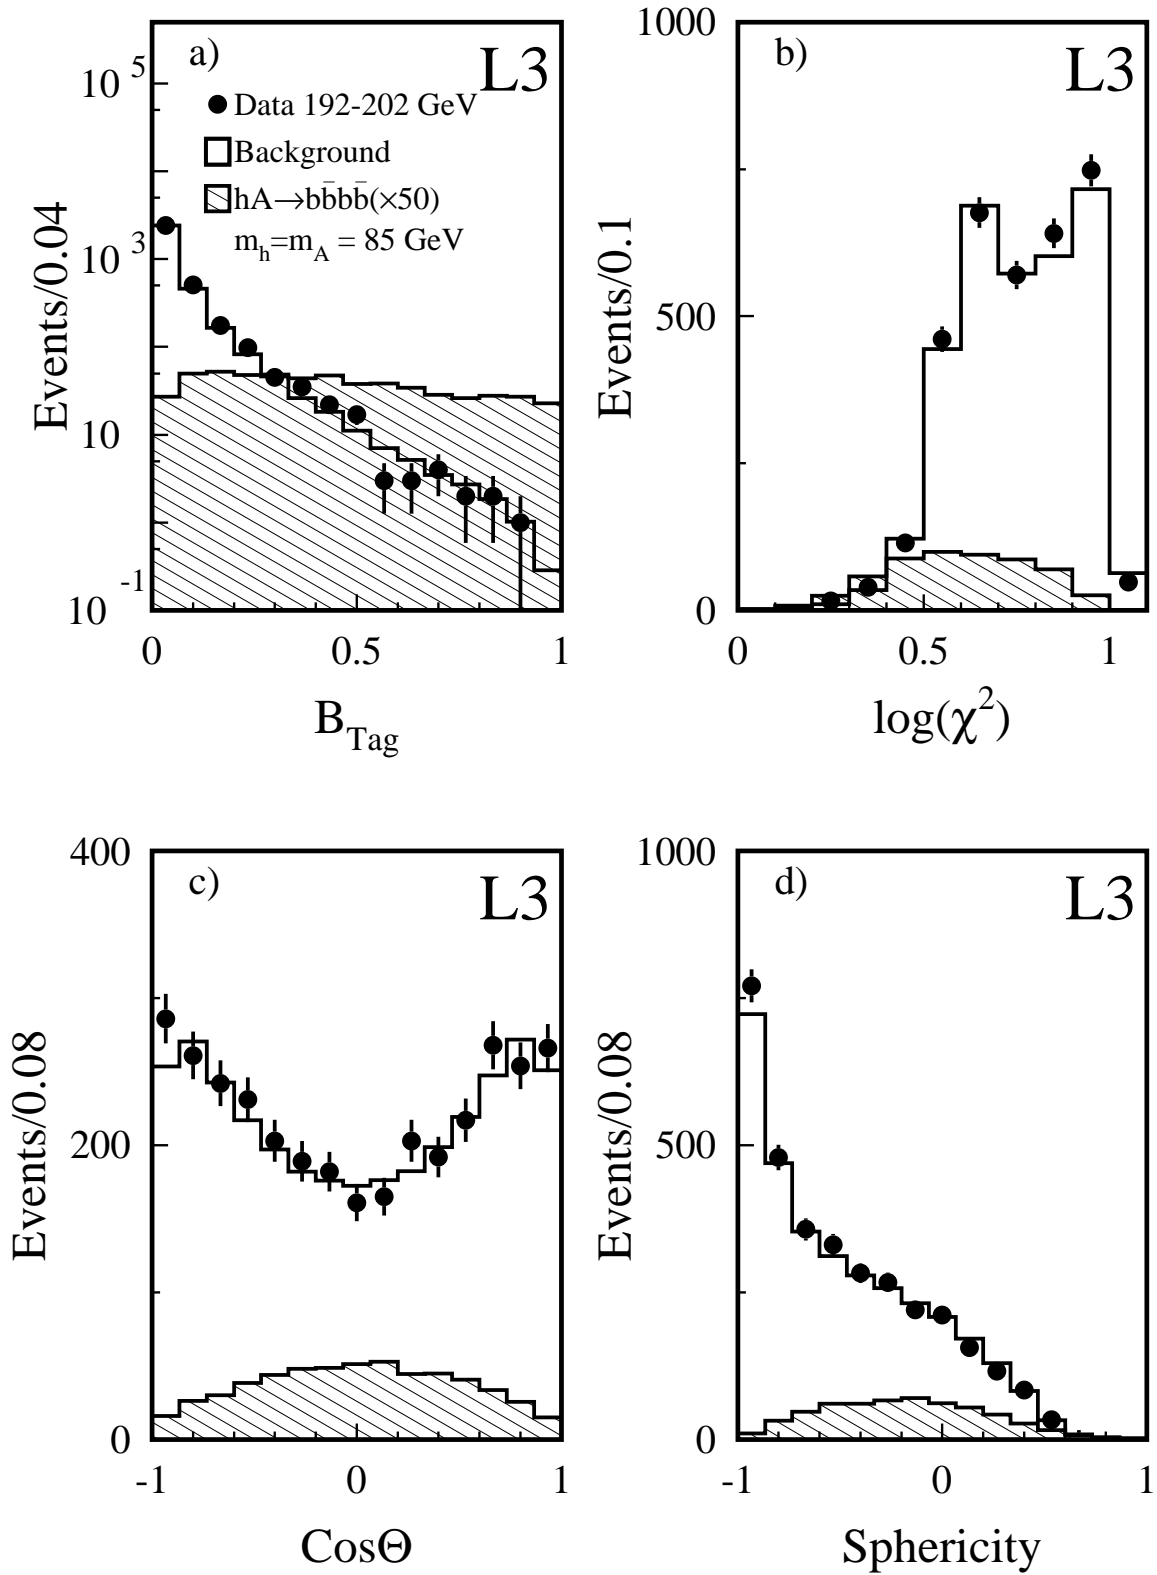 a)
L3
10 5
Data 192-202 GeV
Background
hA→bb̄bb̄(×50)
m_h=m_A = 85 GeV
10 3
10
10 -1
Events/0.04
0 0.5 1
B_Tag
b)
L3
1000
500
0
Events/0.1
0 0.5 1
log(χ²)
c)
L3
400
200
0
Events/0.08
-1 0 1
CosΘ
d)
L3
1000
500
0
Events/0.08
-1 0 1
Sphericity